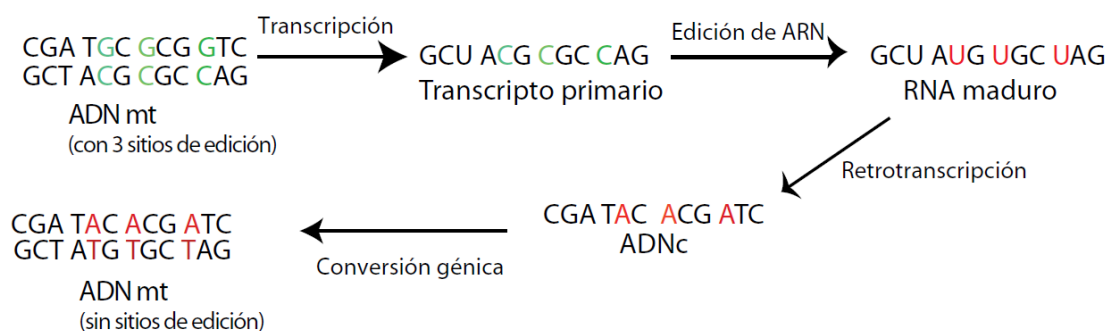 CGA TGC GCG GTC
GCT ACG CGC CAG
ADN mt
(con 3 sitios de edición)
Transcripción
GCU ACG CGC CAG
Transcripto primario
Edición de ARN
GCU AUG UGC UAG
RNA maduro
Retrotranscripción
CGA TAC ACG ATC
ADNc
Conversión génica
CGA TAC ACG ATC
GCT ATG TGC TAG
ADN mt
(sin sitios de edición)